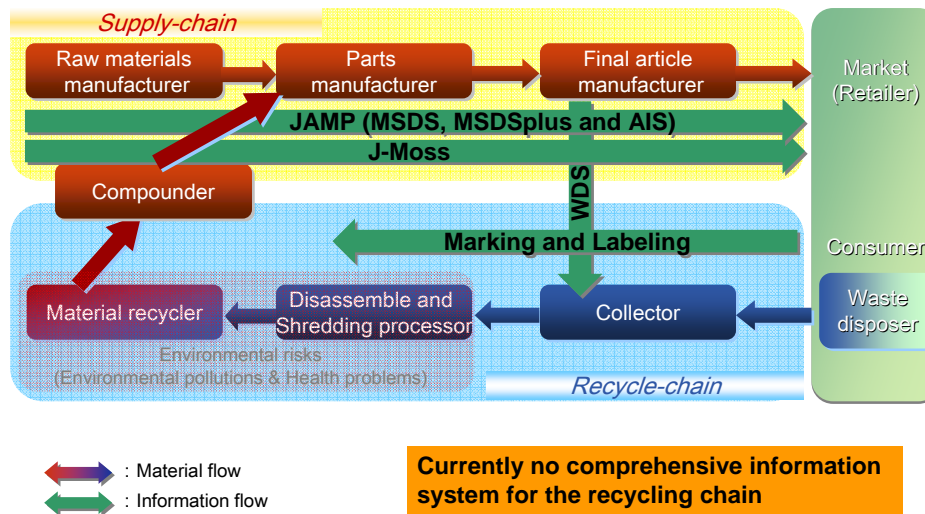 Supply-chain
Raw materials
manufacturer
Parts
manufacturer
Final article
manufacturer
Market
(Retailer)
JAMP (MSDS, MSDSplus and AIS)
J-Moss
Compounder
WDS
Marking and Labeling
Consumer
Material recycler
Disassemble and
Shredding processor
Collector
Waste
disposer
Environmental risks
(Environmental pollutions & Health problems)
Recycle-chain
: Material flow
: Information flow
Currently no comprehensive information
system for the recycling chain